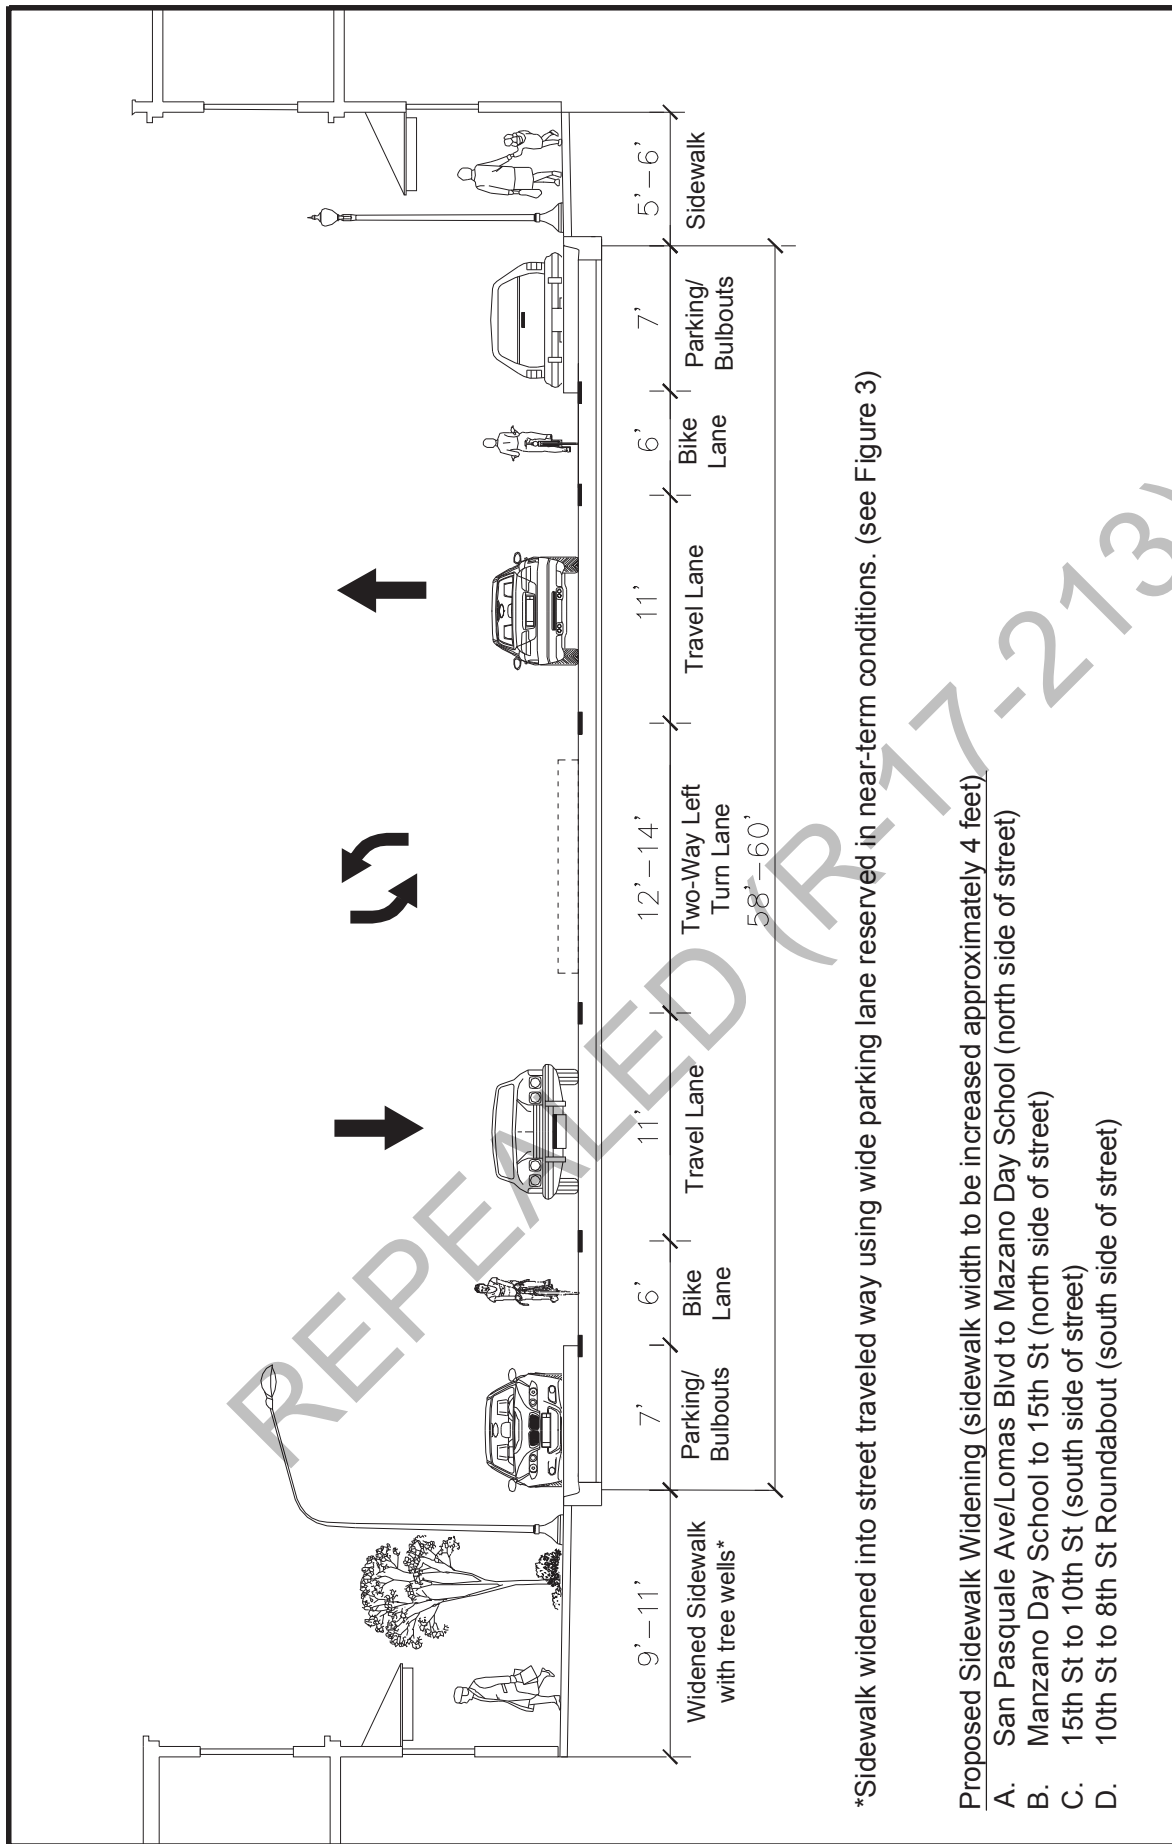 9'-11' 7' 6' 11' 12'-14' 11' 6' 7' 5'-6'
Widened Sidewalk
with tree wells*
Parking/
Bulbouts
Bike
Lane
Travel Lane
Two-Way Left
Turn Lane
Travel Lane
Bike
Lane
Parking/
Bulbouts
Sidewalk
58'-60'
*Sidewalk widened into street traveled way using wide parking lane reserved in near-term conditions. (see Figure 3)
Proposed Sidewalk Widening (sidewalk width to be increased approximately 4 feet)
A. San Pasquale Ave/Lomas Blvd to Mazano Day School (north side of street)
B. Manzano Day School to 15th St (north side of street)
C. 15th St to 10th St (south side of street)
D. 10th St to 8th St Roundabout (south side of street)
REPEALED (R-17-213)